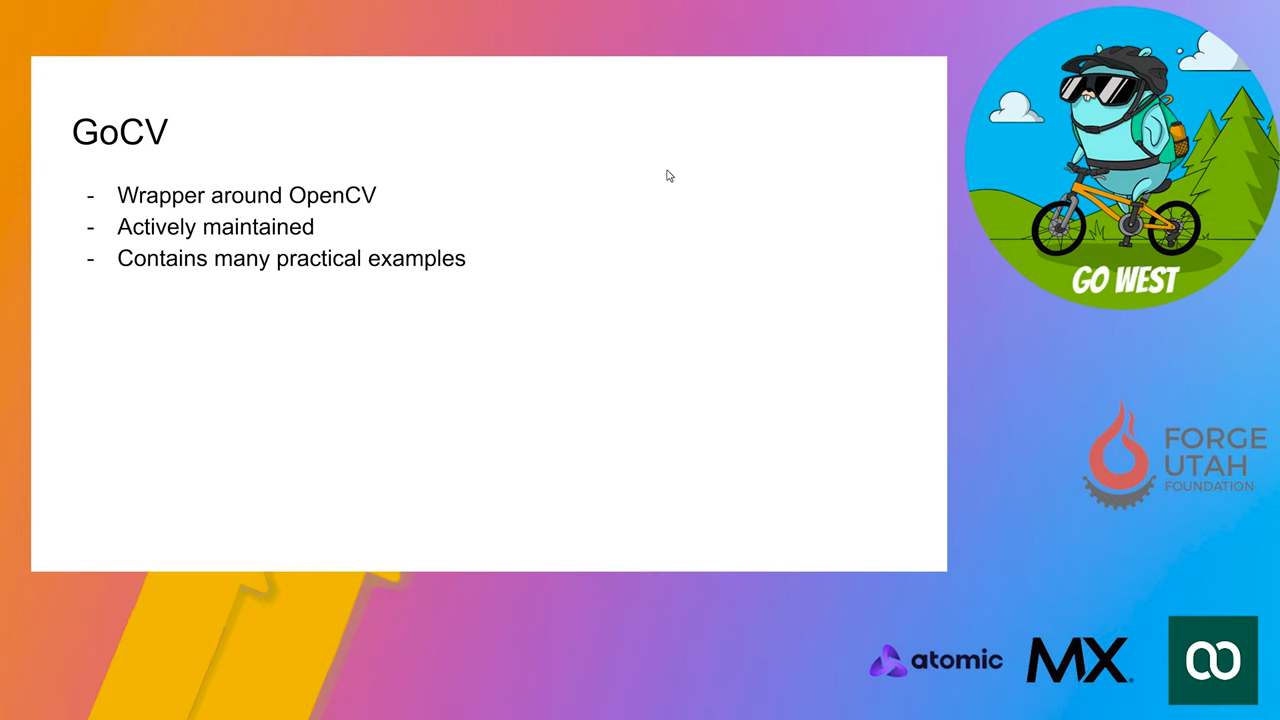 GoCV
- Wrapper around OpenCV
- Actively maintained
- Contains many practical examples
GO WEST
FORGE
UTAH
FOUNDATION
atomic
MX